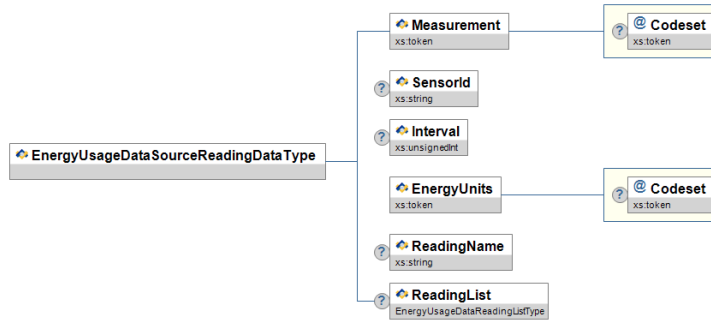 Measurement
xs:token
@ Codeset
xs:token
? SensorId
xs:string
? Interval
xs:unsignedInt
EnergyUsageDataSourceReadingDataType
EnergyUnits
xs:token
? @ Codeset
xs:token
? ReadingName
xs:string
? ReadingList
EnergyUsageDataReadingListType